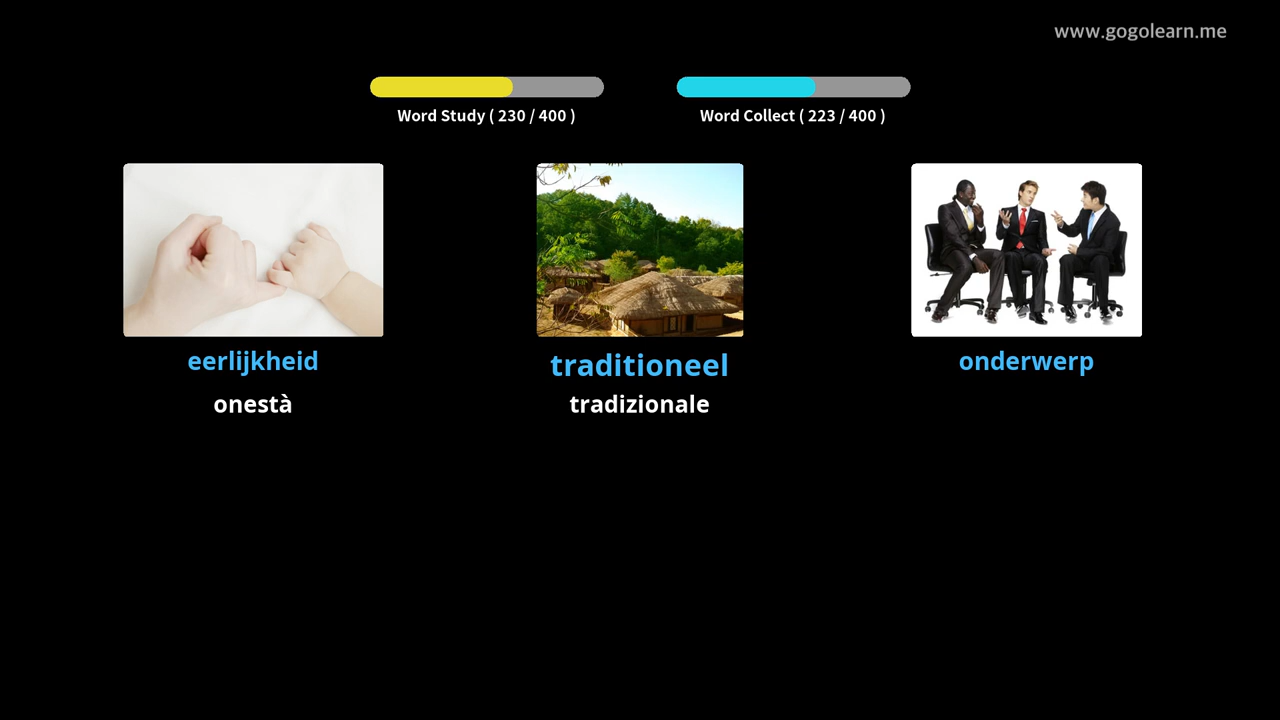 www.gogolearn.me
Word Study ( 230 / 400 )
Word Collect ( 223 / 400 )
eerlijkheid
onestà
traditioneel
tradizionale
onderwerp